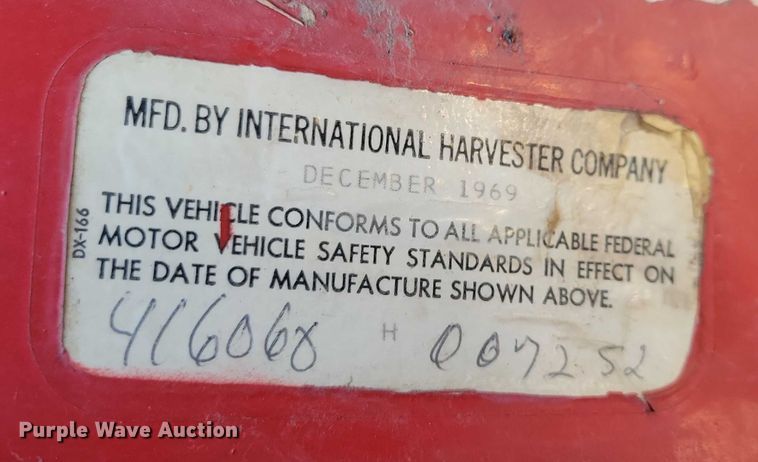 MFD. BY INTERNATIONAL HARVESTER COMPANY
DECEMBER 1969
THIS VEHICLE CONFORMS TO ALL APPLICABLE FEDERAL
MOTOR VEHICLE SAFETY STANDARDS IN EFFECT ON
THE DATE OF MANUFACTURE SHOWN ABOVE.
416060 H 007252
DX-166
Purple Wave Auction